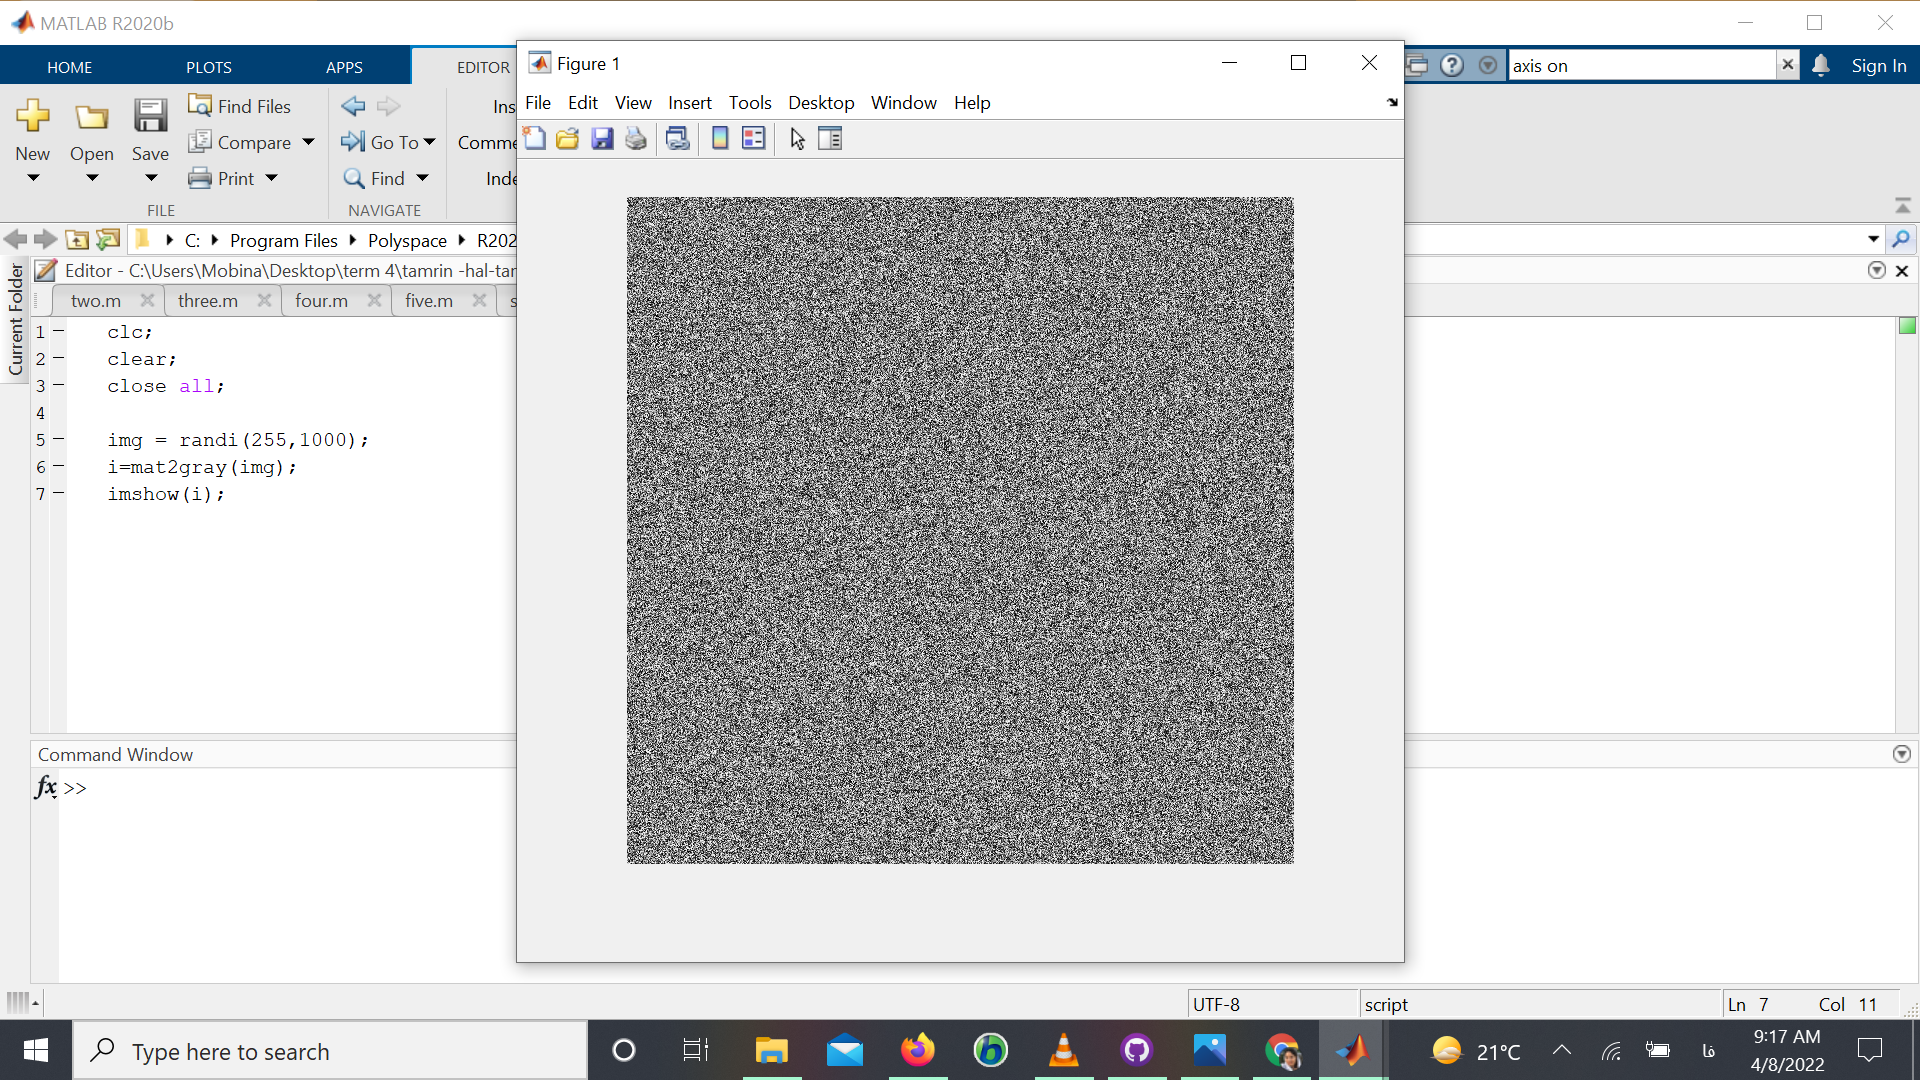 MATLAB R2020b
HOME PLOTS APPS EDITOR
axis on
Sign In
Figure 1
File Edit View Insert Tools Desktop Window Help
New
Open
Save
Find Files
Compare
Print
FILE
Go To
Find
NAVIGATE
Ins
Comme
Inde
C: Program Files Polyspace R202
Current Folder
Editor - C:\Users\Mobina\Desktop\term 4\tamrin -hal-tar
two.m three.m four.m five.m s
1 clc;
2 clear;
3 close all;
4
5 img = randi(255,1000);
6 i=mat2gray(img);
7 imshow(i);
Command Window
fx >>
UTF-8 script Ln 7 Col 11
Type here to search
21°C
فا
9:17 AM
4/8/2022